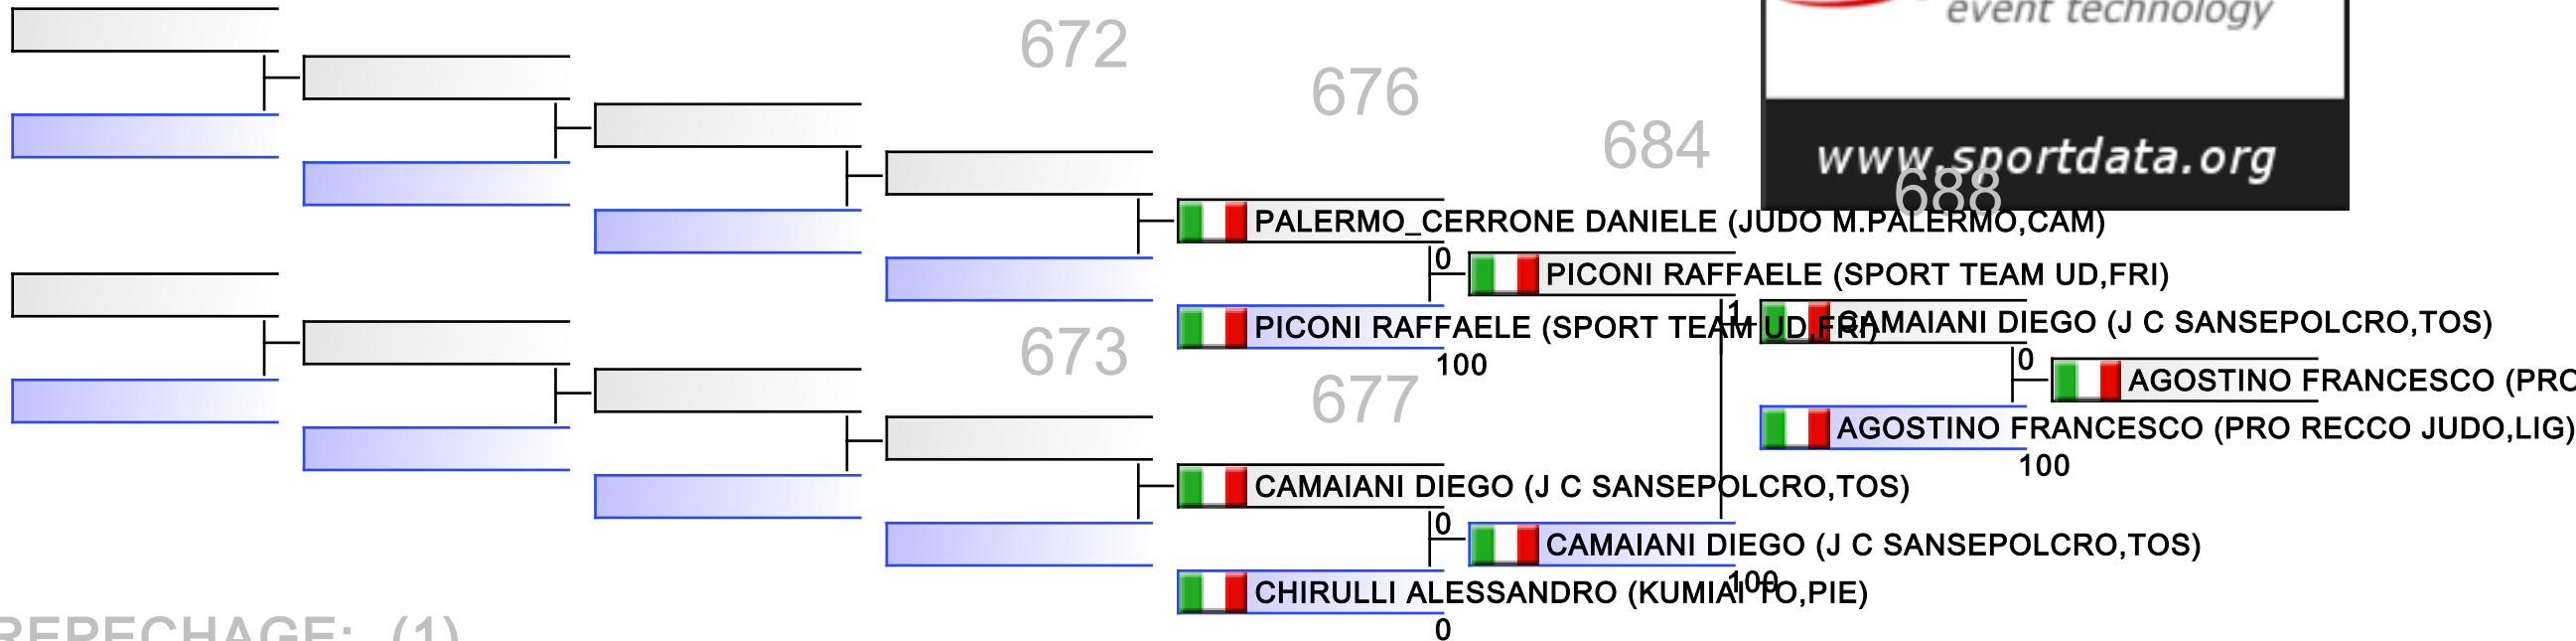 event technology
672
676
684
www.sportdata.org
688
PALERMO_CERRONE DANIELE (JUDO M.PALERMO,CAM)
0
PICONI RAFFAELE (SPORT TEAM UD,FRI)
1
PICONI RAFFAELE (SPORT TEAM UD,FRI)
CAMAIANI DIEGO (J C SANSEPOLCRO,TOS)
673
100
0
677
AGOSTINO FRANCESCO (PRO
AGOSTINO FRANCESCO (PRO RECCO JUDO,LIG)
100
CAMAIANI DIEGO (J C SANSEPOLCRO,TOS)
0
CAMAIANI DIEGO (J C SANSEPOLCRO,TOS)
100
CHIRULLI ALESSANDRO (KUMIAI TO,PIE)
0
REPECHAGE: (1)